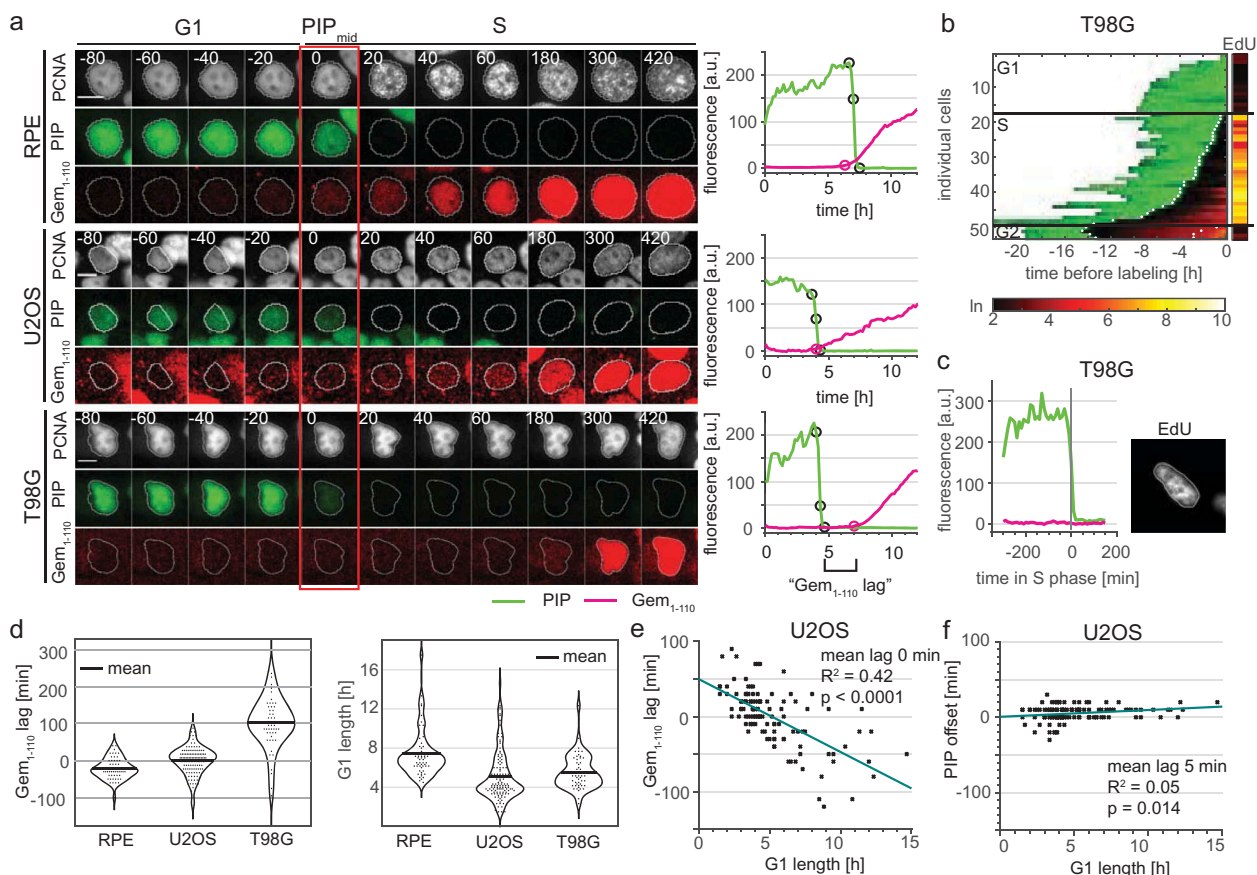 a
G1 PIPmid S
RPE
PCNA
-80 -60 -40 -20 0 20 40 60 180 300 420
PIP
Gem1-110
U2OS
PCNA
-80 -60 -40 -20 0 20 40 60 180 300 420
PIP
Gem1-110
T98G
PCNA
-80 -60 -40 -20 0 20 40 60 180 300 420
PIP
Gem1-110
fluorescence [a.u.]
200
100
0
0 5 10
time [h]
fluorescence [a.u.]
200
100
0
0 5 10
time [h]
fluorescence [a.u.]
200
100
0
0 5 10
“Gem1-110 lag”
PIP Gem1-110
b
T98G
EdU
individual cells
G1
S
G2
10
20
30
40
50
-20 -16 -12 -8 -4 0
time before labeling [h]
ln
2 4 6 8 10
c
T98G
fluorescence [a.u.]
300
200
100
0
-200 0 200
time in S phase [min]
EdU
d
Gem1-110 lag [min]
300
200
100
0
-100
mean
RPE U2OS T98G
G1 length [h]
16
12
8
4
mean
RPE U2OS T98G
e
U2OS
Gem1-110 lag [min]
100
0
-100
mean lag 0 min
R² = 0.42
p < 0.0001
0 5 10 15
G1 length [h]
f
U2OS
PIP offset [min]
100
0
-100
mean lag 5 min
R² = 0.05
p = 0.014
0 5 10 15
G1 length [h]